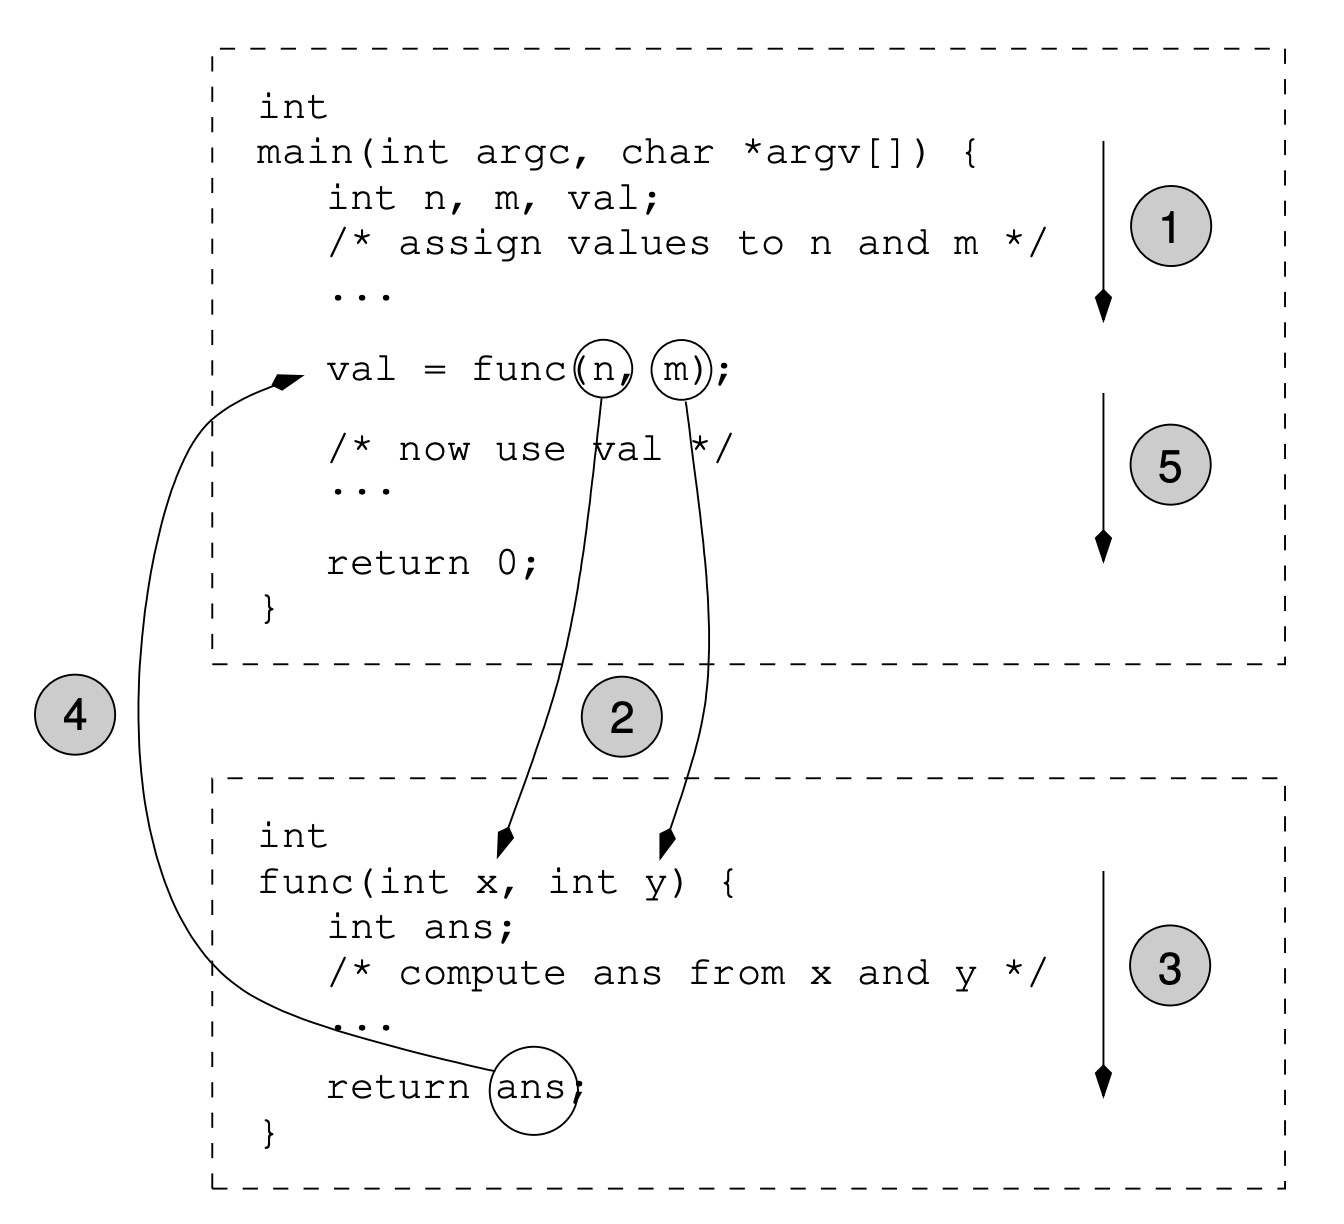 int
main(int argc, char *argv[]) {
int n, m, val;
/* assign values to n and m */
...
1
val = func(n, m);
/* now use val */
...
5
return 0;
}
4
2
int
func(int x, int y) {
int ans;
/* compute ans from x and y */
...
3
return ans;
}